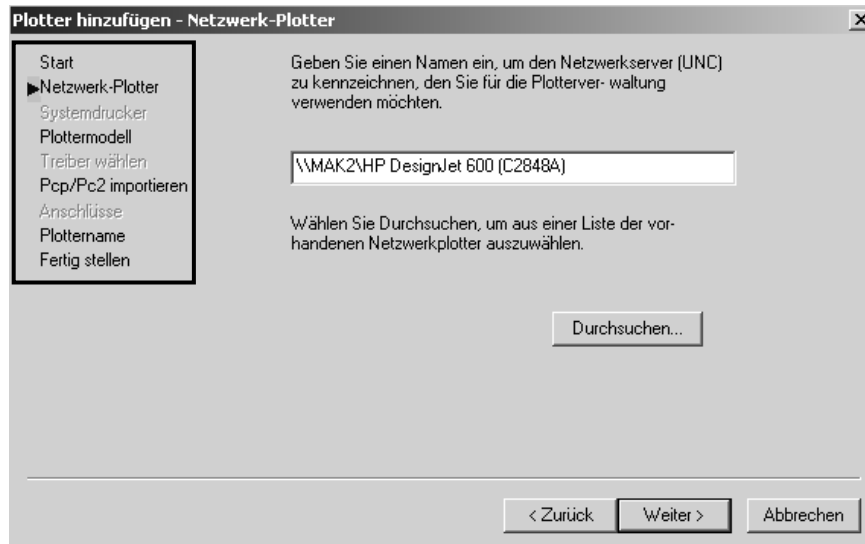 Plotter hinzufügen - Netzwerk-Plotter
Start
Netzwerk-Plotter
Systemdrucker
Plottermodell
Treiber wählen
Pcp/Pc2 importieren
Anschlüsse
Plottername
Fertig stellen
Geben Sie einen Namen ein, um den Netzwerkserver (UNC)
zu kennzeichnen, den Sie für die Plotterver- waltung
verwenden möchten.
\\MAK2\HP DesignJet 600 (C2848A)
Wählen Sie Durchsuchen, um aus einer Liste der vor-
handenen Netzwerkplotter auszuwählen.
Durchsuchen...
< Zurück
Weiter >
Abbrechen